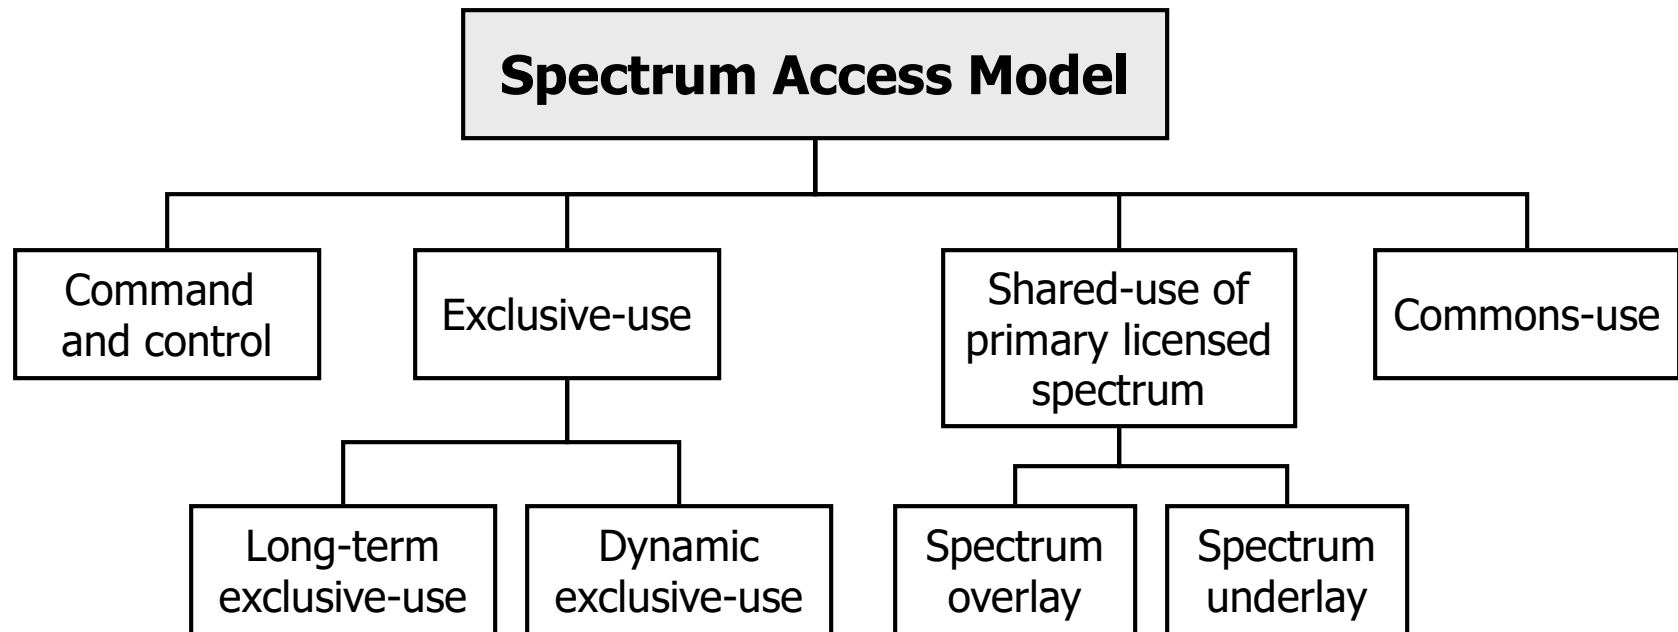 Spectrum Access Model
Command
and control
Exclusive-use
Shared-use of
primary licensed
spectrum
Commons-use
Long-term
exclusive-use
Dynamic
exclusive-use
Spectrum
overlay
Spectrum
underlay